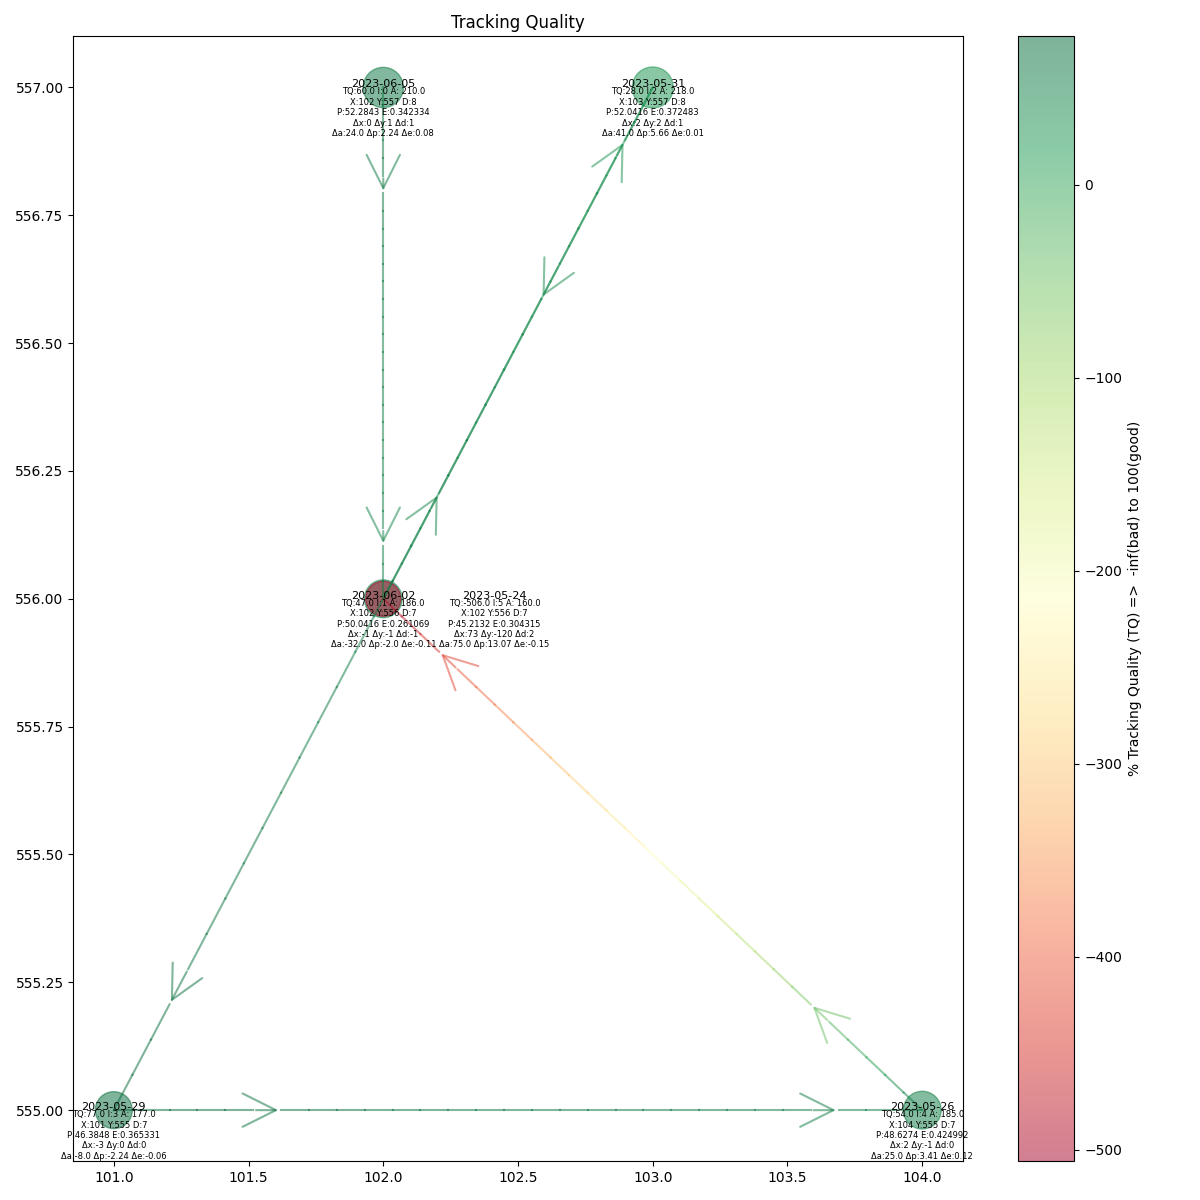 Tracking Quality
557.00
556.75
556.50
556.25
556.00
555.75
555.50
555.25
555.00
2023-06-05
TQ:60.0 I:0 A: 210.0
X:102 Y:557 D:8
P:52.2843 E:0.342334
Δx:0 Δy:1 Δd:1
Δa:24.0 Δp:2.24 Δe:0.08
2023-05-31
TQ:28.0 I:2 A: 218.0
X:103 Y:557 D:8
P:52.0416 E:0.372483
Δx:2 Δy:2 Δd:1
Δa:41.0 Δp:5.66 Δe:0.01
2023-06-02
TQ:47.0 I:1 A: 186.0
X:102 Y:556 D:7
P:50.0416 E:0.261069
Δx:-1 Δy:-1 Δd:-1
Δa:-32.0 Δp:-2.0 Δe:-0.11
2023-05-24
TQ:-506.0 I:5 A: 160.0
X:102 Y:556 D:7
P:45.2132 E:0.304315
Δx:73 Δy:-120 Δd:2
Δa:75.0 Δp:13.07 Δe:-0.15
2023-05-29
TQ:77.0 I:3 A: 177.0
X:101 Y:555 D:7
P:46.3848 E:0.365331
Δx:-3 Δy:0 Δd:0
Δa:-8.0 Δp:-2.24 Δe:-0.06
2023-05-26
TQ:54.0 I:4 A: 185.0
X:104 Y:555 D:7
P:48.6274 E:0.424992
Δx:2 Δy:-1 Δd:0
Δa:25.0 Δp:3.41 Δe:0.12
101.0 101.5 102.0 102.5 103.0 103.5 104.0
0
−100
−200
−300
−400
−500
% Tracking Quality (TQ) => -inf(bad) to 100(good)